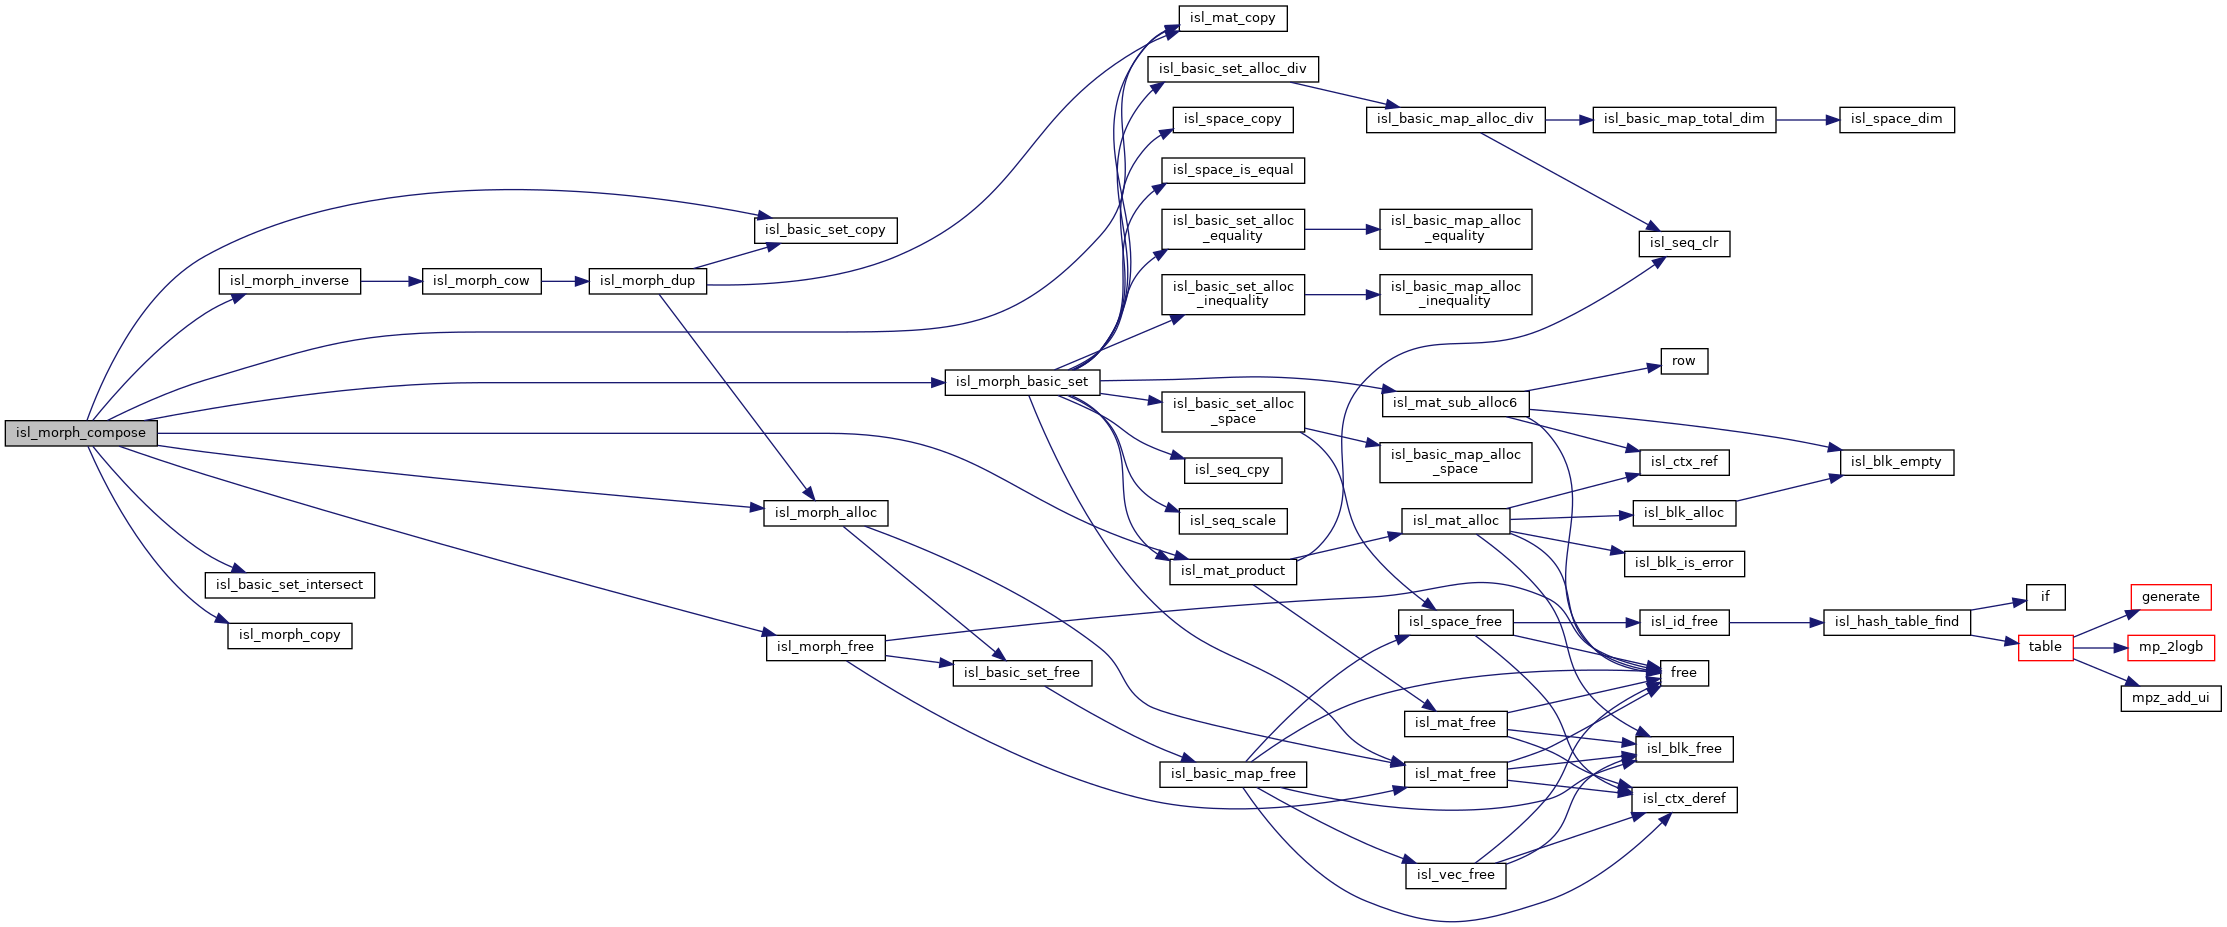 isl_morph_compose
isl_basic_set_copy
isl_morph_inverse
isl_morph_cow
isl_morph_dup
isl_morph_basic_set
isl_morph_alloc
isl_basic_set_intersect
isl_morph_copy
isl_morph_free
isl_basic_set_free
isl_mat_copy
isl_basic_set_alloc_div
isl_space_copy
isl_space_is_equal
isl_basic_set_alloc
_equality
isl_basic_set_alloc
_inequality
isl_basic_set_alloc
_space
isl_seq_cpy
isl_seq_scale
isl_mat_product
isl_basic_map_free
isl_basic_map_alloc_div
isl_basic_map_alloc
_equality
isl_basic_map_alloc
_inequality
isl_mat_sub_alloc6
isl_basic_map_alloc
_space
isl_mat_alloc
isl_space_free
isl_mat_free
isl_mat_free
isl_vec_free
isl_basic_map_total_dim
isl_seq_clr
row
isl_ctx_ref
isl_blk_alloc
isl_blk_is_error
isl_id_free
free
isl_blk_free
isl_ctx_deref
isl_space_dim
isl_blk_empty
isl_hash_table_find
if
table
generate
mp_2logb
mpz_add_ui